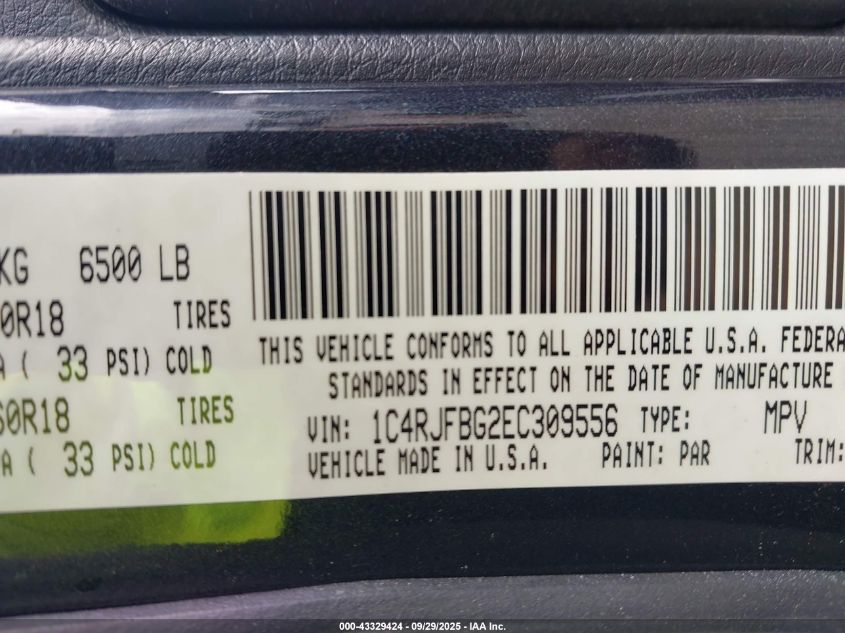 KG 6500 LB
0R18 TIRES
A ( 33 PSI) COLD
60R18 TIRES
A ( 33 PSI) COLD
THIS VEHICLE CONFORMS TO ALL APPLICABLE U.S.A. FEDERA
STANDARDS IN EFFECT ON THE DATE OF MANUFACTURE
VIN: 1C4RJFBG2EC309556 TYPE: MPV
VEHICLE MADE IN U.S.A. PAINT: PAR TRIM:
000-43329424 - 09/29/2025 - IAA Inc.